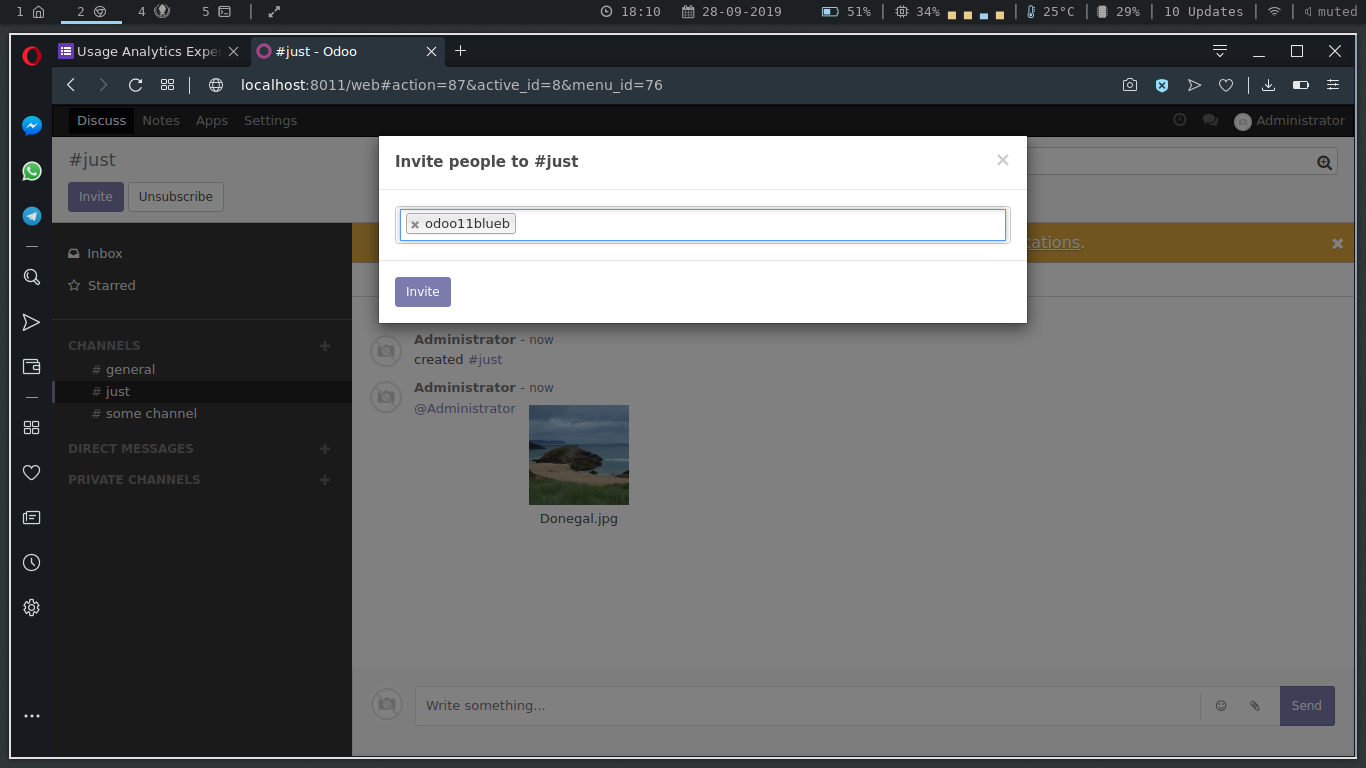 1 2 4 5 18:10 28-09-2019 51% 34% 25°C 29% 10 Updates muted
Usage Analytics Expe #just - Odoo
localhost:8011/web#action=87&active_id=8&menu_id=76
Discuss Notes Apps Settings Administrator
#just
Invite people to #just
Invite Unsubscribe
odoo11blueb
cations.
Inbox
Starred
Invite
CHANNELS
# general
# just
# some channel
DIRECT MESSAGES
PRIVATE CHANNELS
Administrator - now
created #just
Administrator - now
@Administrator
Donegal.jpg
Write something...
Send